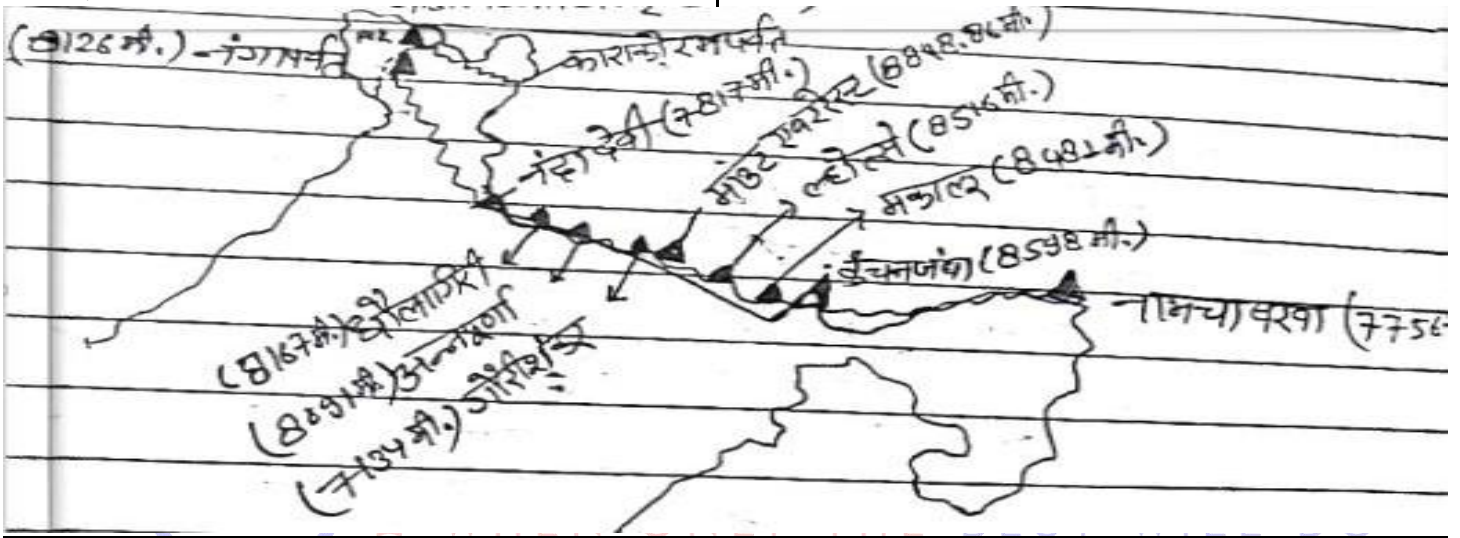 (8126 मी.) नंगापर्वत
काराकोरम पर्वत
नंदा देवी (7817 मी.)
माउंट एवरेस्ट (8848.86 मी.)
ल्होत्से (8516 मी.)
मकालू (8481 मी.)
कंचनजंघा (8598 मी.)
नामचा बरवा (7756
(8167 मी.) धौलागिरी
(8091 मी.) अन्नपूर्णा
(7134 मी.) गौरीशंकर